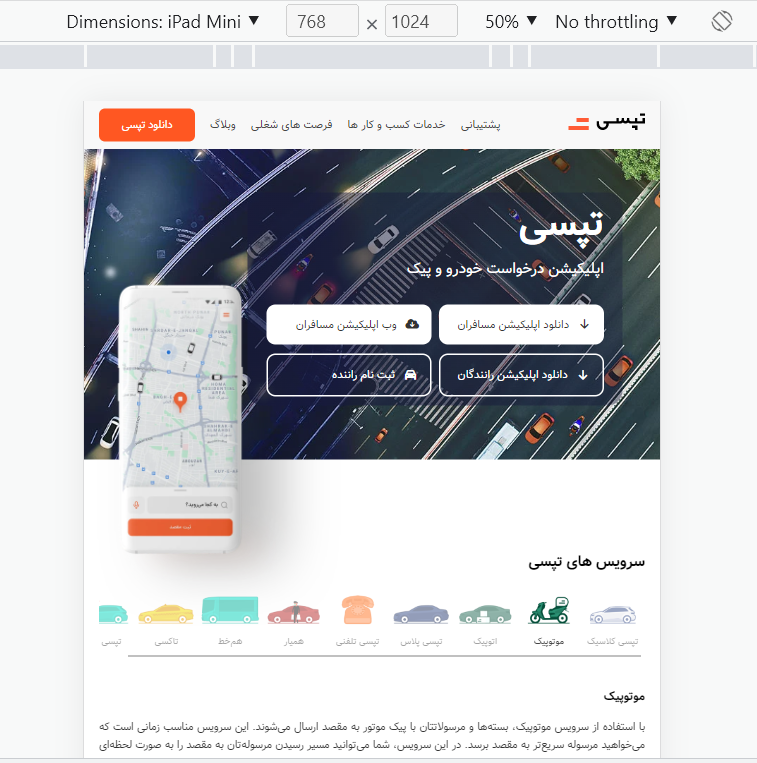 Dimensions: iPad Mini ▼ 768 × 1024 50% ▼ No throttling ▼
تپسی پشتیبانی خدمات کسب و کار ها فرصت های شغلی وبلاگ دانلود تپسی
تپسی
اپلیکیشن درخواست خودرو و پیک
دانلود اپلیکیشن مسافران وب اپلیکیشن مسافران
دانلود اپلیکیشن رانندگان ثبت نام راننده
به کجا می‌روید؟
ثبت مقصد
سرویس های تپسی
تپسی کلاسیک موتوپیک اتوپیک تپسی پلاس تپسی تلفنی همیار هم‌خط تاکسی تپسی
موتوپیک
با استفاده از سرویس موتوپیک، بسته‌ها و مرسولاتتان با پیک موتور به مقصد ارسال می‌شوند. این سرویس مناسب زمانی است که
می‌خواهید مرسوله سریع‌تر به مقصد برسد. در این سرویس، شما می‌توانید مسیر رسیدن مرسوله‌تان به مقصد را به صورت لحظه‌ای